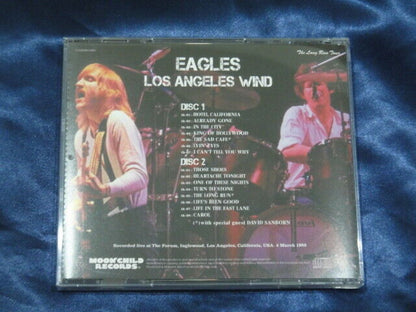 The Long Run Tour
EAGLES
LOS ANGELES WIND
DISC 1
HOTEL CALIFORNIA
ALREADY GONE
IN THE CITY
KING OF HOLLYWOOD
THE SAD CAFE*
LYIN' EYES
I CAN'T TELL YOU WHY
DISC 2
THOSE SHOES
HEARTACHE TONIGHT
ONE OF THESE NIGHTS
TURN TO STONE
THE LONG RUN*
LIFE'S BEEN GOOD
LIFE IN THE FAST LANE
CAROL
(*)with special guest DAVID SANBORN
Recorded live at The Forum, Inglewood, Los Angeles, California, USA 4 March 1980
MOONCHILD
RECORDS